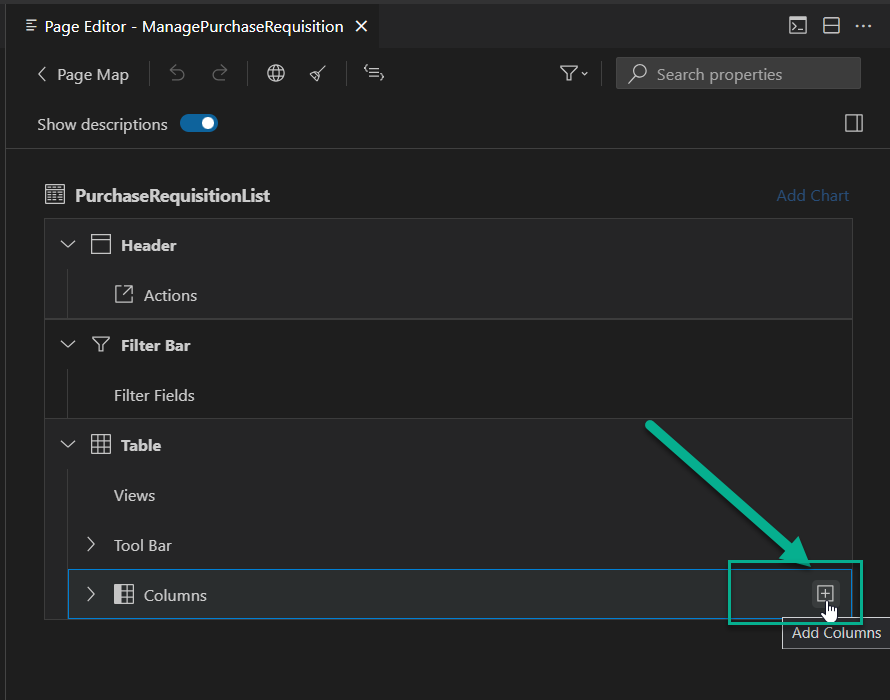 Page Editor - ManagePurchaseRequisition
Page Map
Search properties
Show descriptions
PurchaseRequisitionList
Add Chart
Header
Actions
Filter Bar
Filter Fields
Table
Views
Tool Bar
Columns
Add Columns